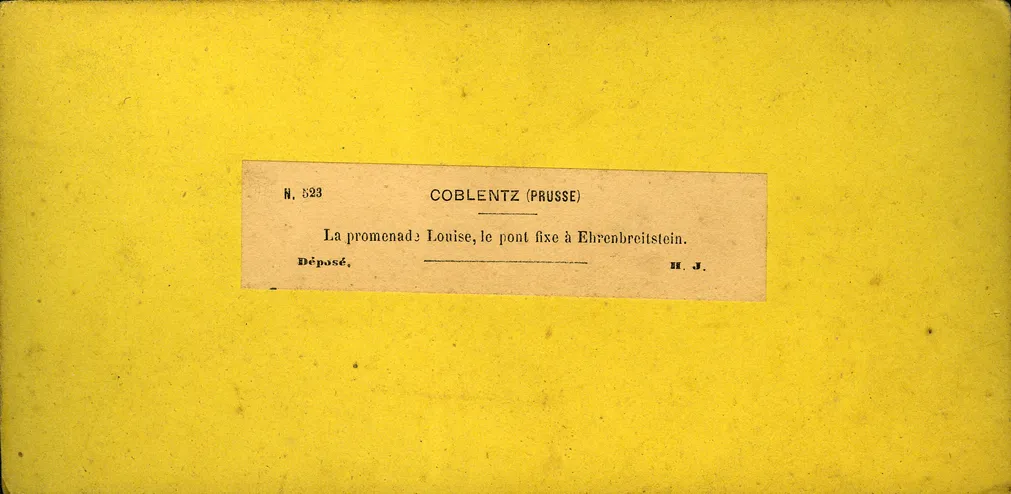 N. 523 COBLENTZ (PRUSSE)
La promenade Louise, le pont fixe à Ehrenbreitstein.
Déposé. H. J.